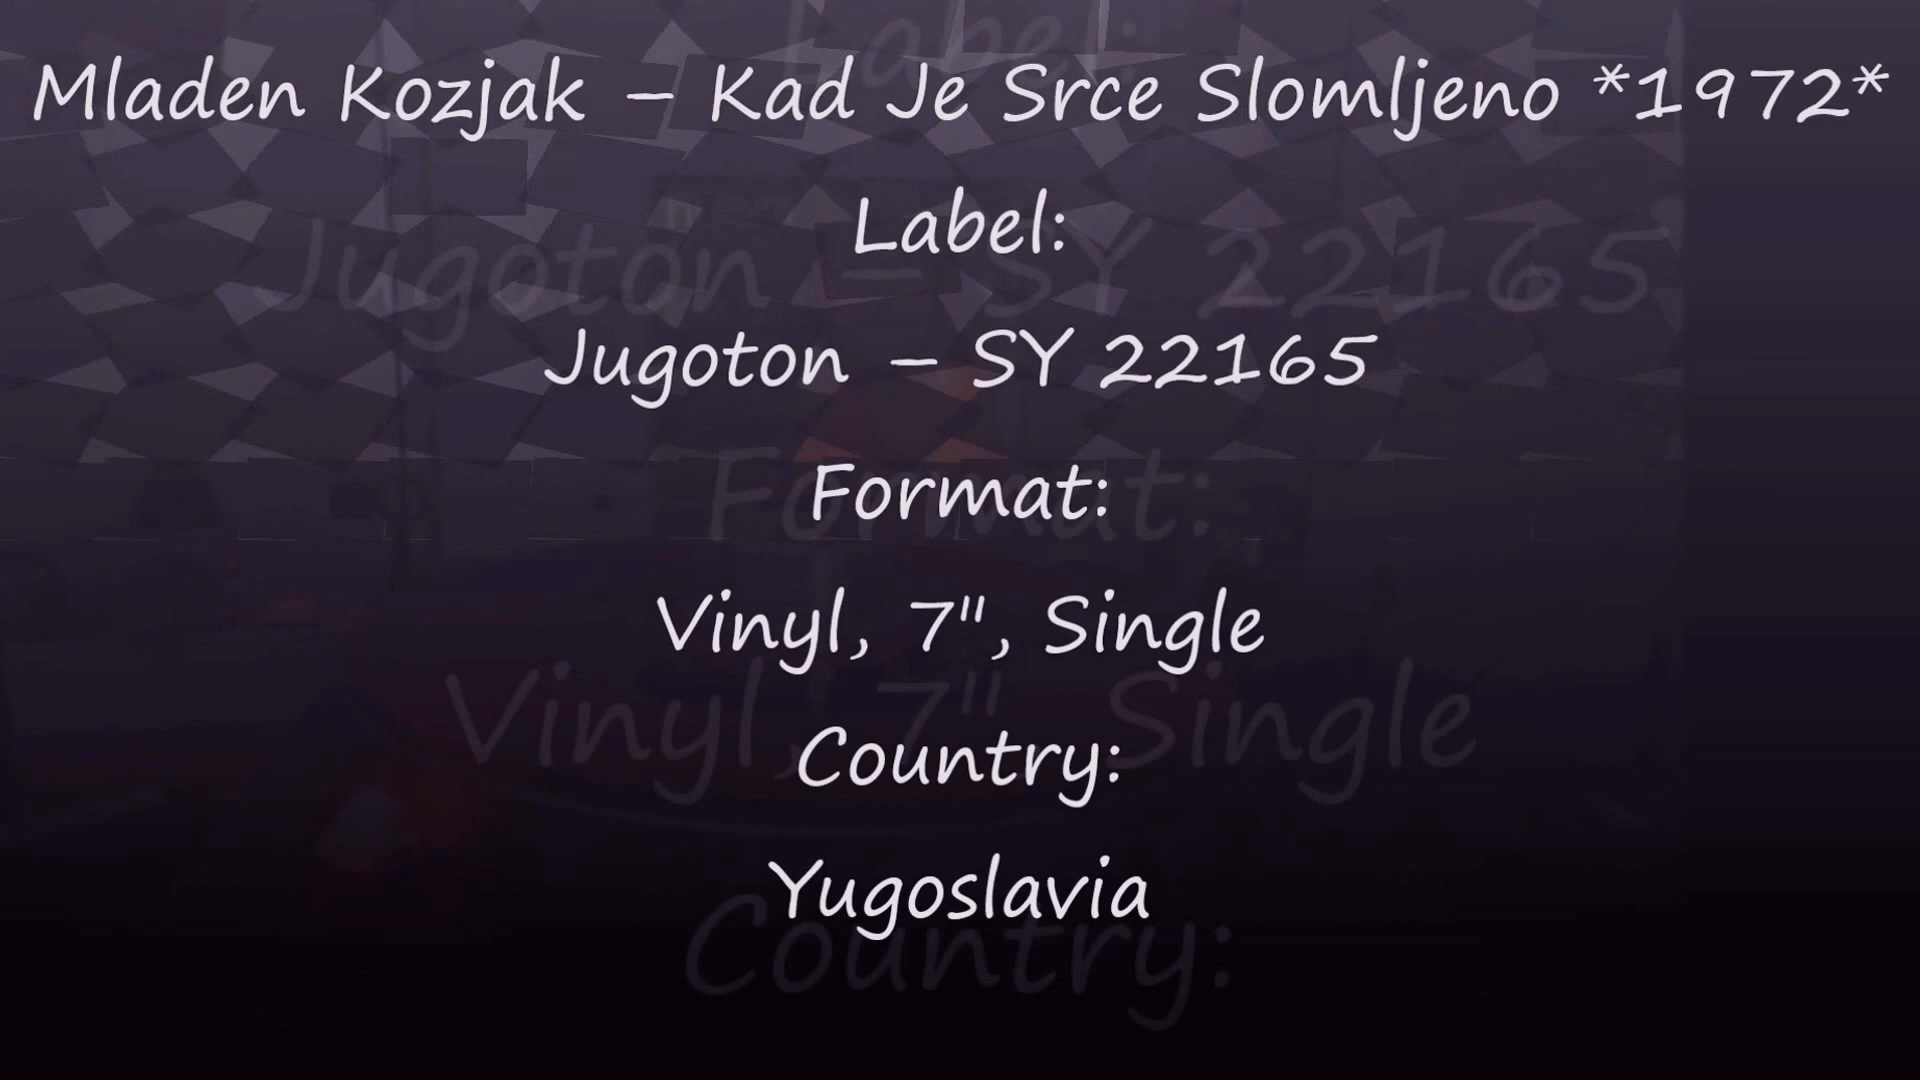 Mladen Kozjak – Kad Je Srce Slomljeno *1972*
Label:
Jugoton – SY 22165
Format:
Vinyl, 7", Single
Country:
Yugoslavia